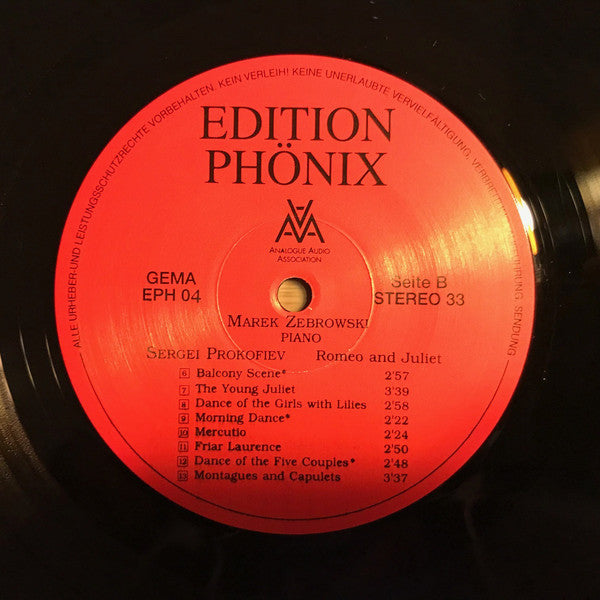 ALLE URHEBER-UND LEISTUNGSSCHUTZRECHTE VORBEHALTEN. KEIN VERLEIH! KEINE UNERLAUBTE VERVIELFÄLTIGUNG, SENDUNG
EDITION
PHÖNIX
AAA
ANALOGUE AUDIO
ASSOCIATION
GEMA
EPH 04
Seite B
STEREO 33
MAREK ZEBROWSKI
PIANO
SERGEI PROKOFIEV Romeo and Juliet
6 Balcony Scene* 2'57
7 The Young Juliet 3'39
8 Dance of the Girls with Lilies 2'58
9 Morning Dance* 2'22
10 Mercutio 2'24
11 Friar Laurence 2'50
12 Dance of the Five Couples* 2'48
13 Montagues and Capulets 3'37